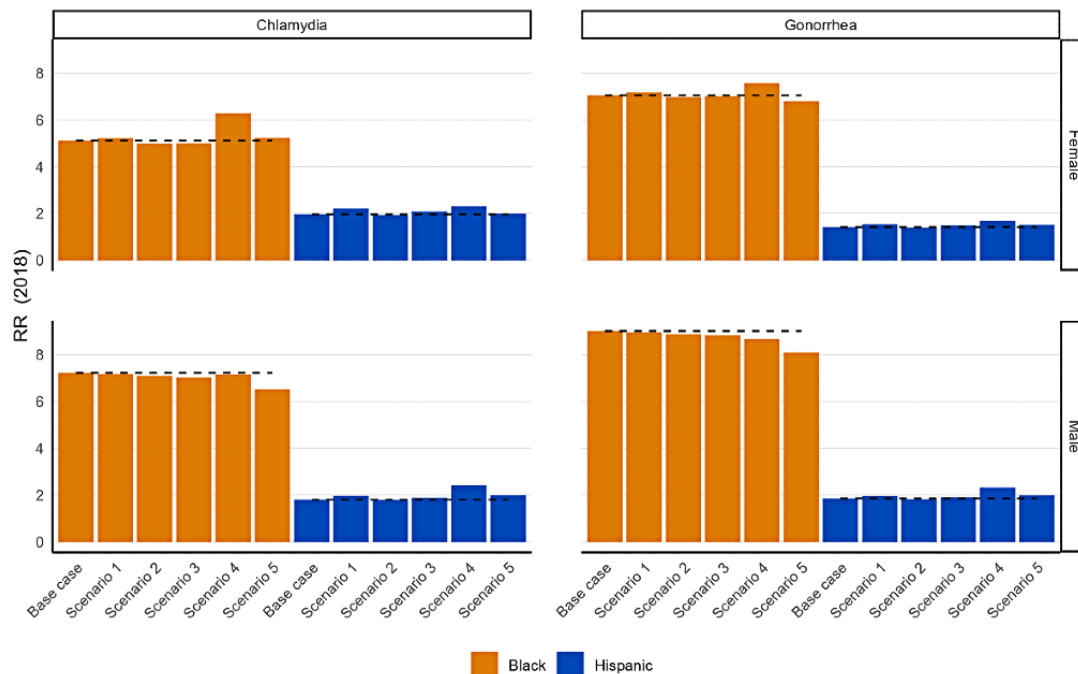 Chlamydia
Gonorrhea
RR (2018)
8
6
4
2
0
Female
8
6
4
2
0
Male
Base case
Scenario 1
Scenario 2
Scenario 3
Scenario 4
Scenario 5
Base case
Scenario 1
Scenario 2
Scenario 3
Scenario 4
Scenario 5
Base case
Scenario 1
Scenario 2
Scenario 3
Scenario 4
Scenario 5
Base case
Scenario 1
Scenario 2
Scenario 3
Scenario 4
Scenario 5
Black
Hispanic